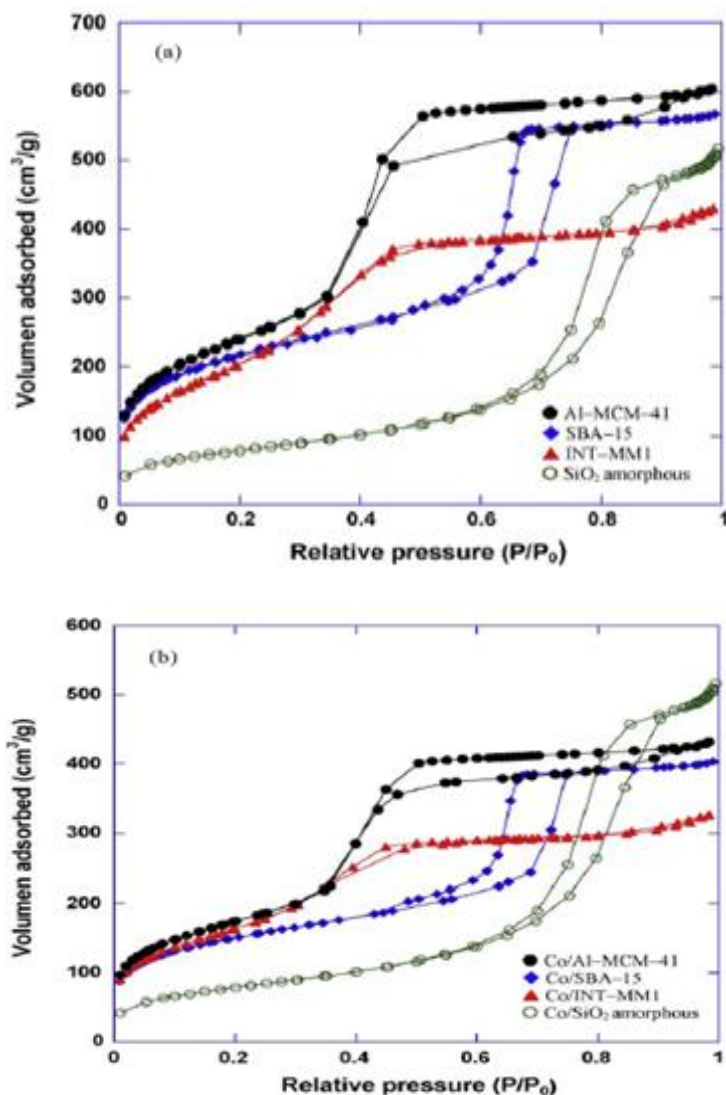 700
(a)
600
500
400
300
200
100
0
Volumen adsorbed (cm³/g)
Al–MCM–41
SBA–15
INT–MM1
SiO₂ amorphous
0 0.2 0.4 0.6 0.8 1
Relative pressure (P/P₀)
600
(b)
500
400
300
200
100
0
Volumen adsorbed (cm³/g)
Co/Al–MCM–41
Co/SBA–15
Co/INT–MM1
Co/SiO₂ amorphous
0 0.2 0.4 0.6 0.8 1
Relative pressure (P/P₀)